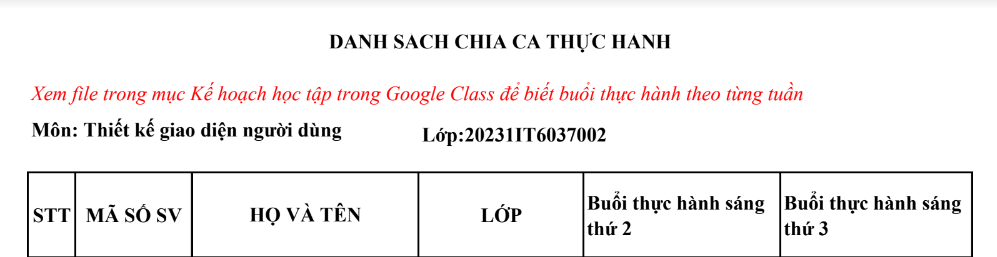 DANH SACH CHIA CA THỰC HANH
Xem file trong mục Kế hoạch học tập trong Google Class để biết buổi thực hành theo từng tuần
Môn: Thiết kế giao diện người dùng Lớp:20231IT6037002
STT MÃ SỐ SV HỌ VÀ TÊN LỚP Buổi thực hành sáng thứ 2 Buổi thực hành sáng thứ 3